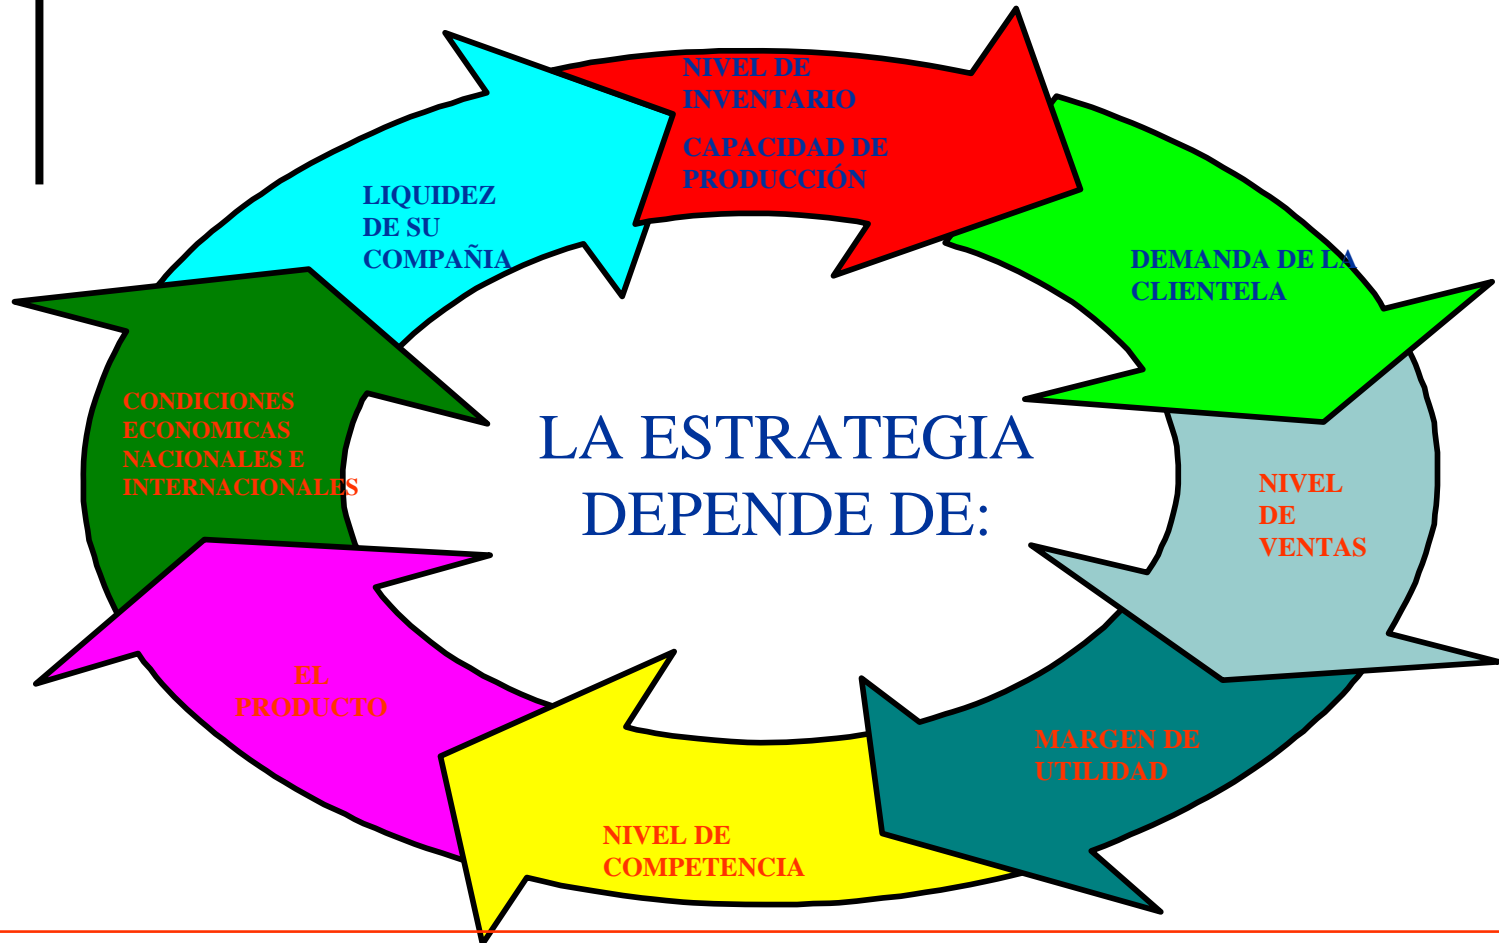 NIVEL DE
INVENTARIO
CAPACIDAD DE
PRODUCCIÓN
LIQUIDEZ
DE SU
COMPAÑIA
DEMANDA DE LA
CLIENTELA
CONDICIONES
ECONOMICAS
NACIONALES E
INTERNACIONALES
LA ESTRATEGIA
DEPENDE DE:
NIVEL
DE
VENTAS
EL
PRODUCTO
MARGEN DE
UTILIDAD
NIVEL DE
COMPETENCIA